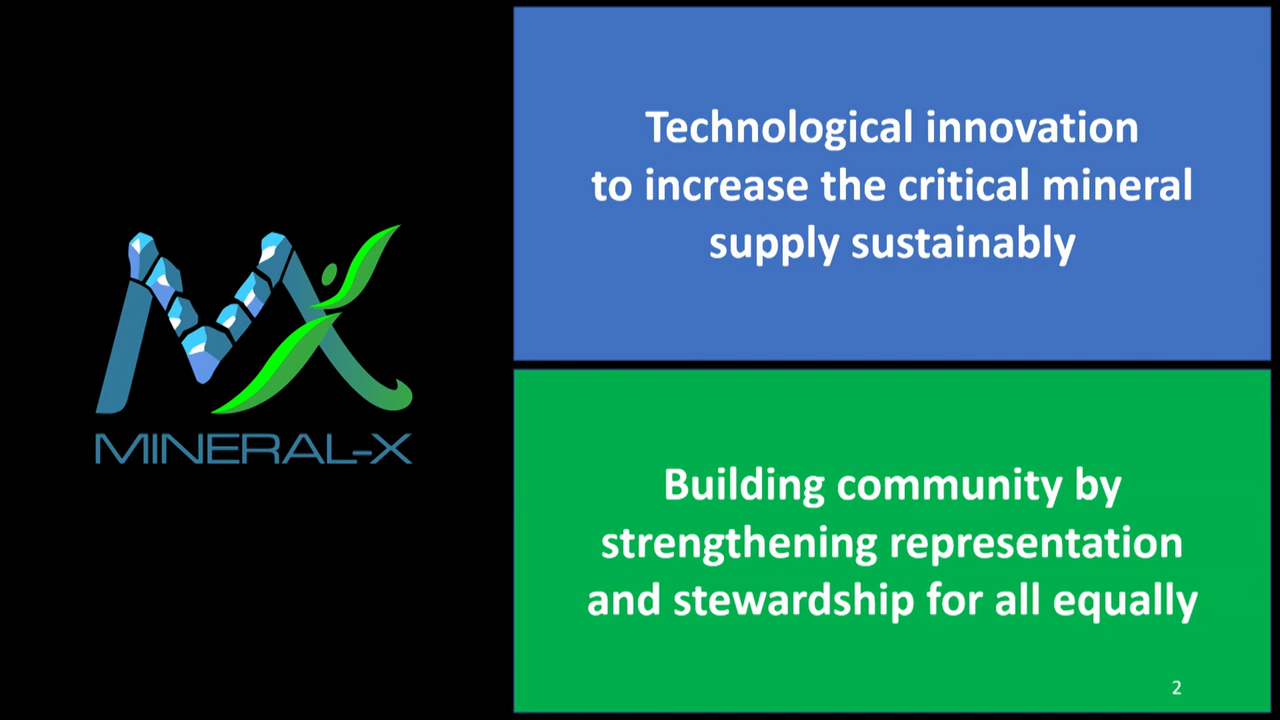 MX
MINERAL-X
Technological innovation
to increase the critical mineral
supply sustainably
Building community by
strengthening representation
and stewardship for all equally
2